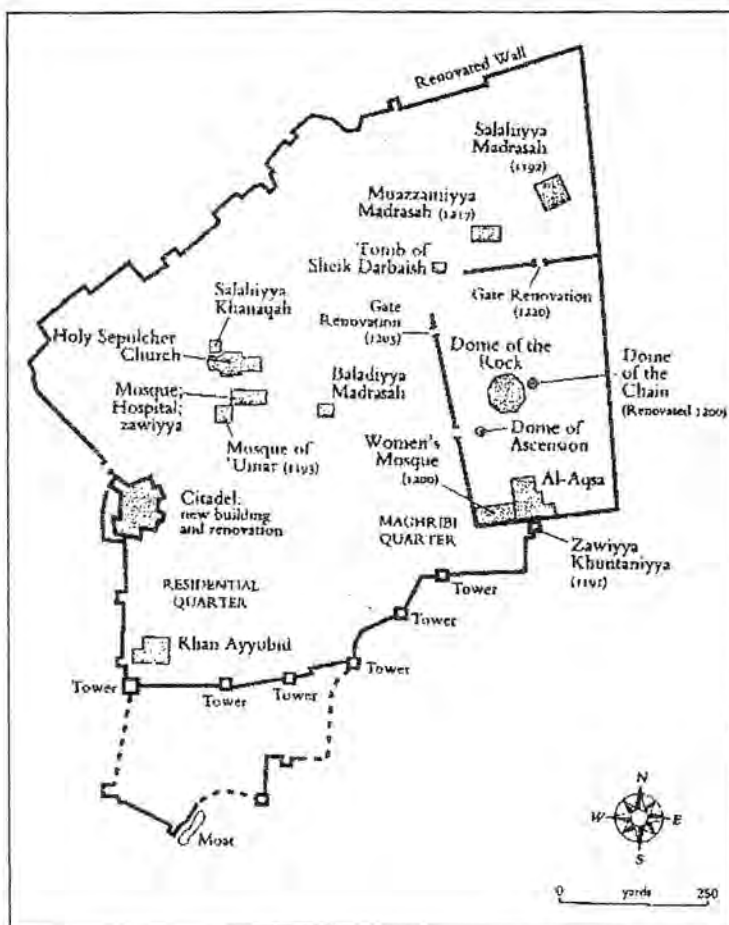 Renovated Wall
Salahiyya
Madrasah
(1192)
Muazzamiyya
Madrasah (1217)
Tomb of
Sheik Darbaish
Gate Renovation
(1220)
Salahiyya
Khanaqah
Gate
Renovation
(1203)
Holy Sepulcher
Church
Dome of the
Rock
Dome
of the
Chain
(Renovated 1200)
Mosque;
Hospital;
zawiyya
Baladiyya
Madrasah
Mosque of
'Umar (1193)
Dome of
Ascension
Women's
Mosque
(1200)
Al-Aqsa
Citadel:
new building
and renovation
MAGHRIBI
QUARTER
Zawiyya
Khuntaniyya
RESIDENTIAL
QUARTER
Tower
Tower
Khan Ayyubid
Tower
Tower
Tower
Tower
Moat
N
W
E
S
0 yards 250